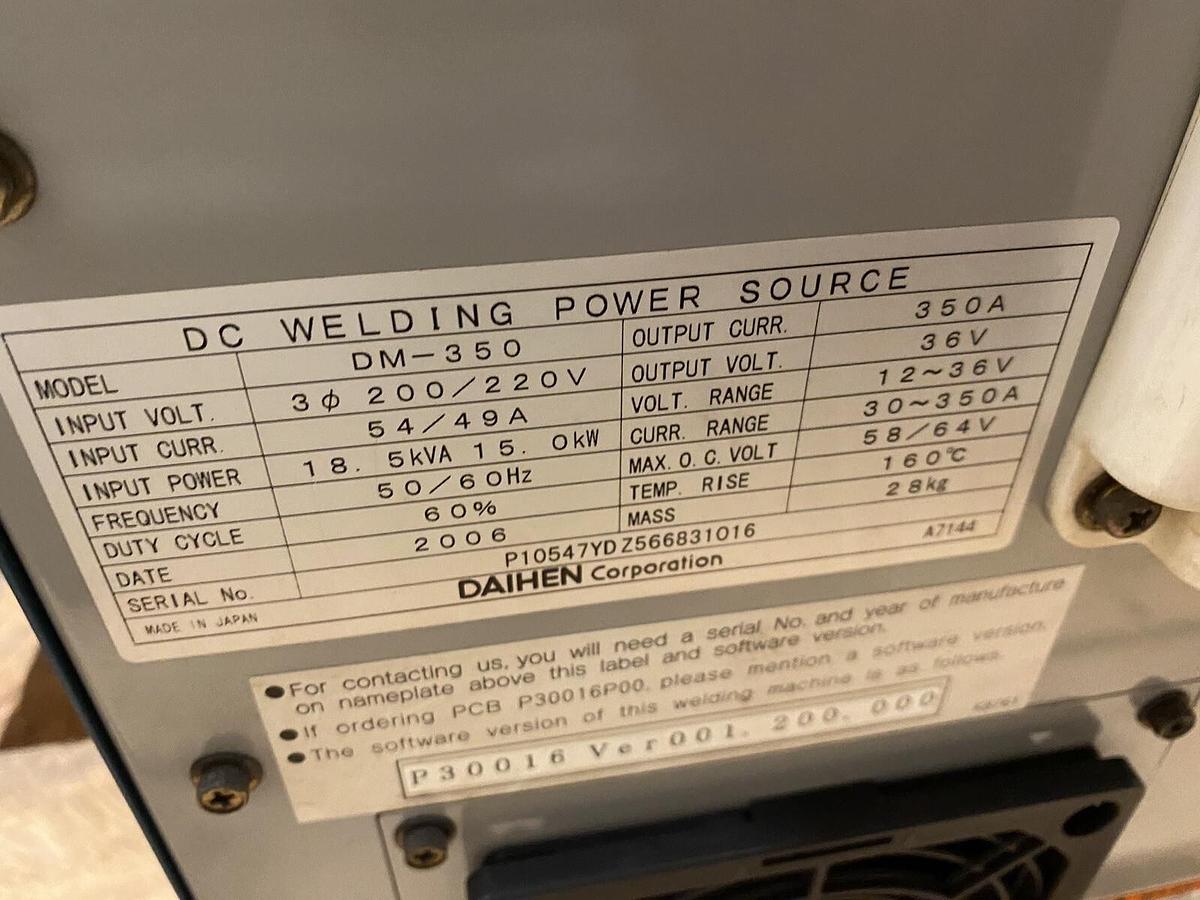 DC WELDING POWER SOURCE
MODEL DM-350 OUTPUT CURR. 350A
INPUT VOLT. 3φ 200/220V OUTPUT VOLT. 36V
INPUT CURR. 54/49A VOLT. RANGE 12~36V
INPUT POWER 18.5kVA 15.0kW CURR. RANGE 30~350A
FREQUENCY 50/60Hz MAX. O.C. VOLT 58/64V
DUTY CYCLE 60% TEMP. RISE 160℃
DATE 2006 MASS 28kg
SERIAL No. P10547YDZ566831016 A7144
MADE IN JAPAN DAIHEN Corporation
●For contacting us, you will need a serial No. and year of manufacture
on nameplate above this label and software version.
●If ordering PCB P30016P00, please mention a software version.
●The software version of this welding machine is as follows.
P30016 Ver001.200.000